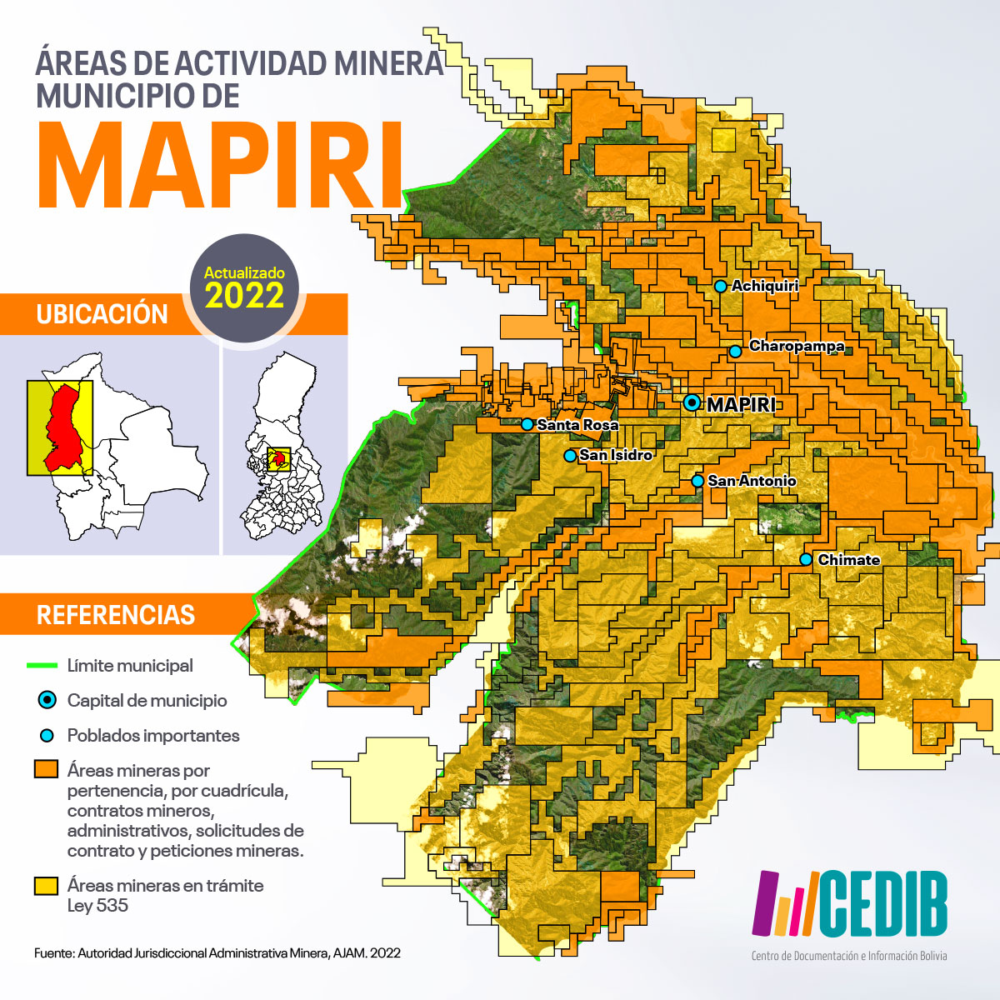 ÁREAS DE ACTIVIDAD MINERA
MUNICIPIO DE
MAPIRI
Actualizado
2022
UBICACIÓN
Achiquiri
Charopampa
MAPIRI
Santa Rosa
San Isidro
San Antonio
Chimate
REFERENCIAS
Límite municipal
Capital de municipio
Poblados importantes
Áreas mineras por
pertenencia, por cuadrícula,
contratos mineros,
administrativos, solicitudes de
contrato y peticiones mineras.
Áreas mineras en trámite
Ley 535
Fuente: Autoridad Jurisdiccional Administrativa Minera, AJAM. 2022
CEDIB
Centro de Documentación e Información Bolivia